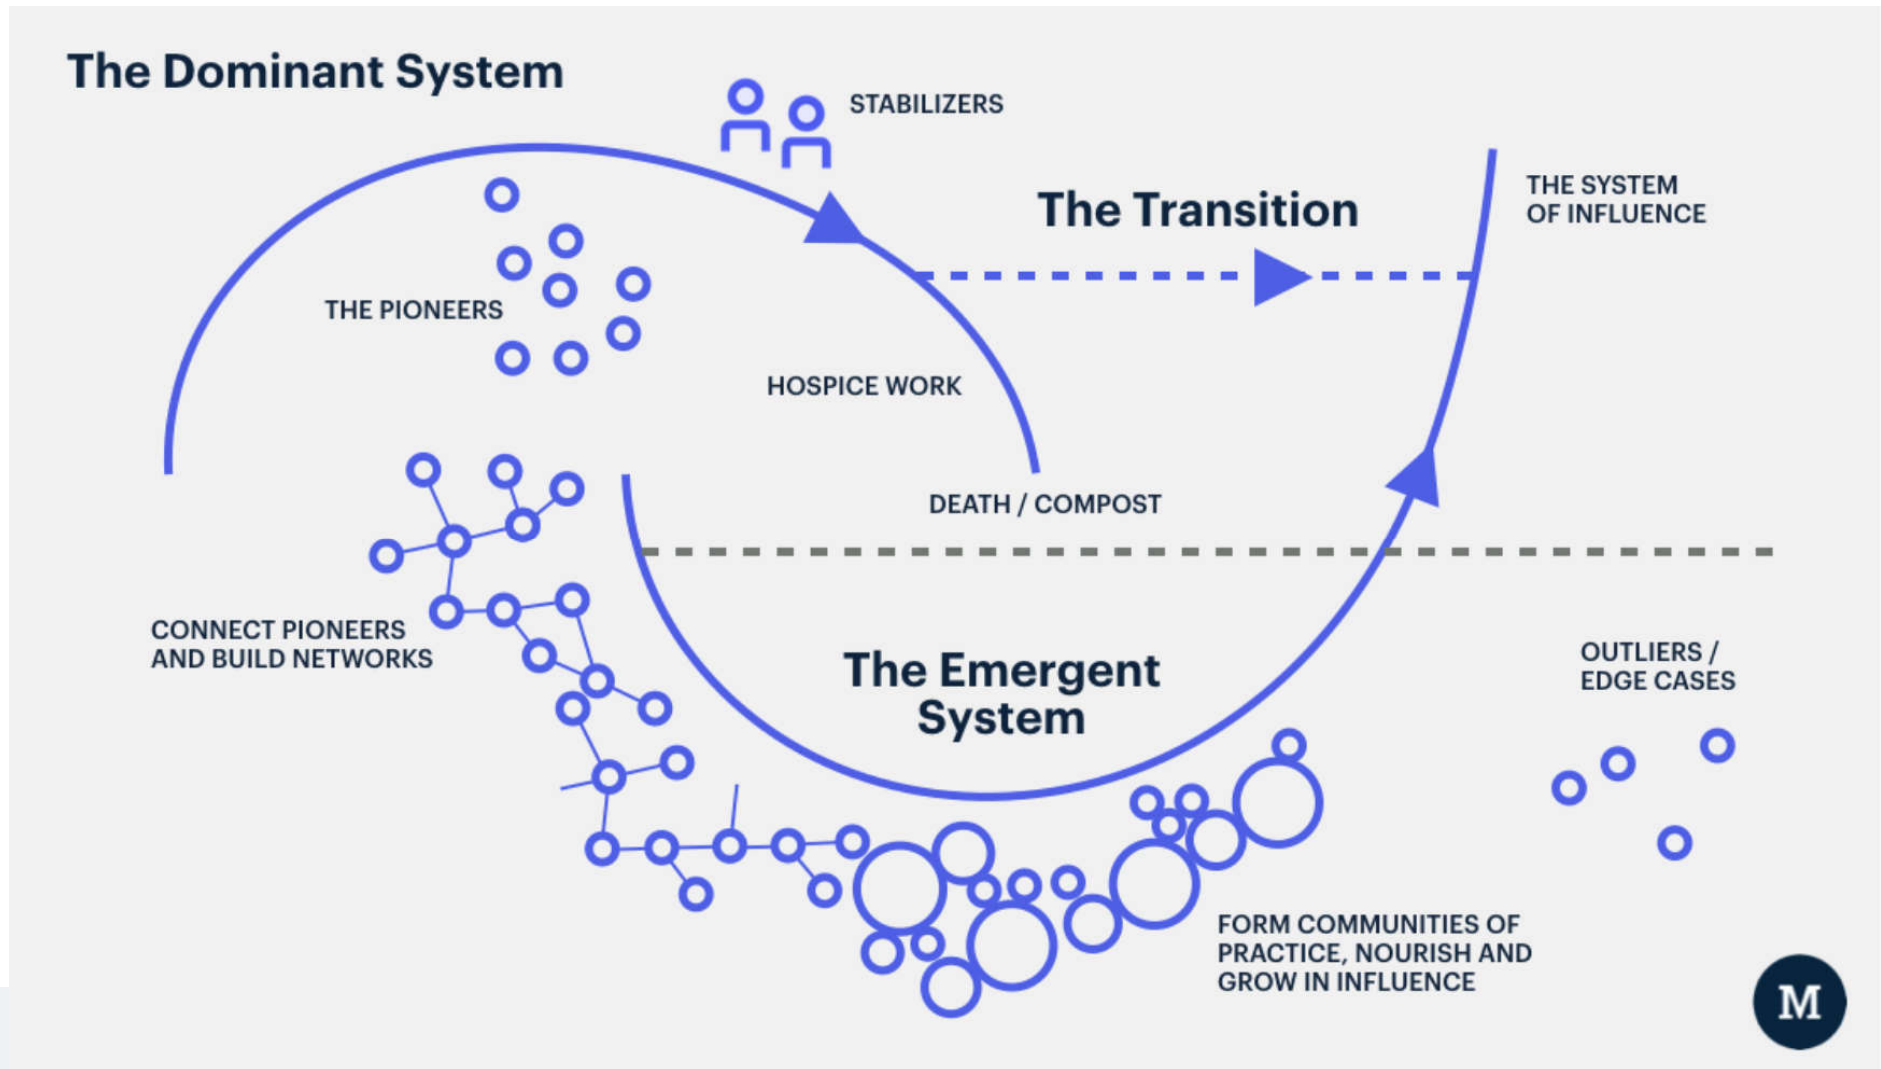 The Dominant System
STABILIZERS
The Transition
THE SYSTEM
OF INFLUENCE
THE PIONEERS
HOSPICE WORK
DEATH / COMPOST
CONNECT PIONEERS
AND BUILD NETWORKS
The Emergent
System
OUTLIERS /
EDGE CASES
FORM COMMUNITIES OF
PRACTICE, NOURISH AND
GROW IN INFLUENCE
M